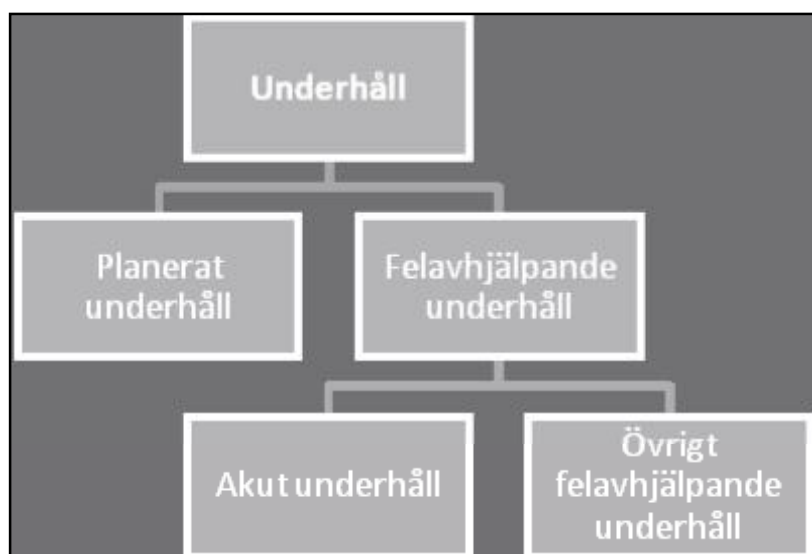 Underhåll
Planerat
underhåll
Felavhjälpande
underhåll
Akut underhåll
Övrigt
felavhjälpande
underhåll